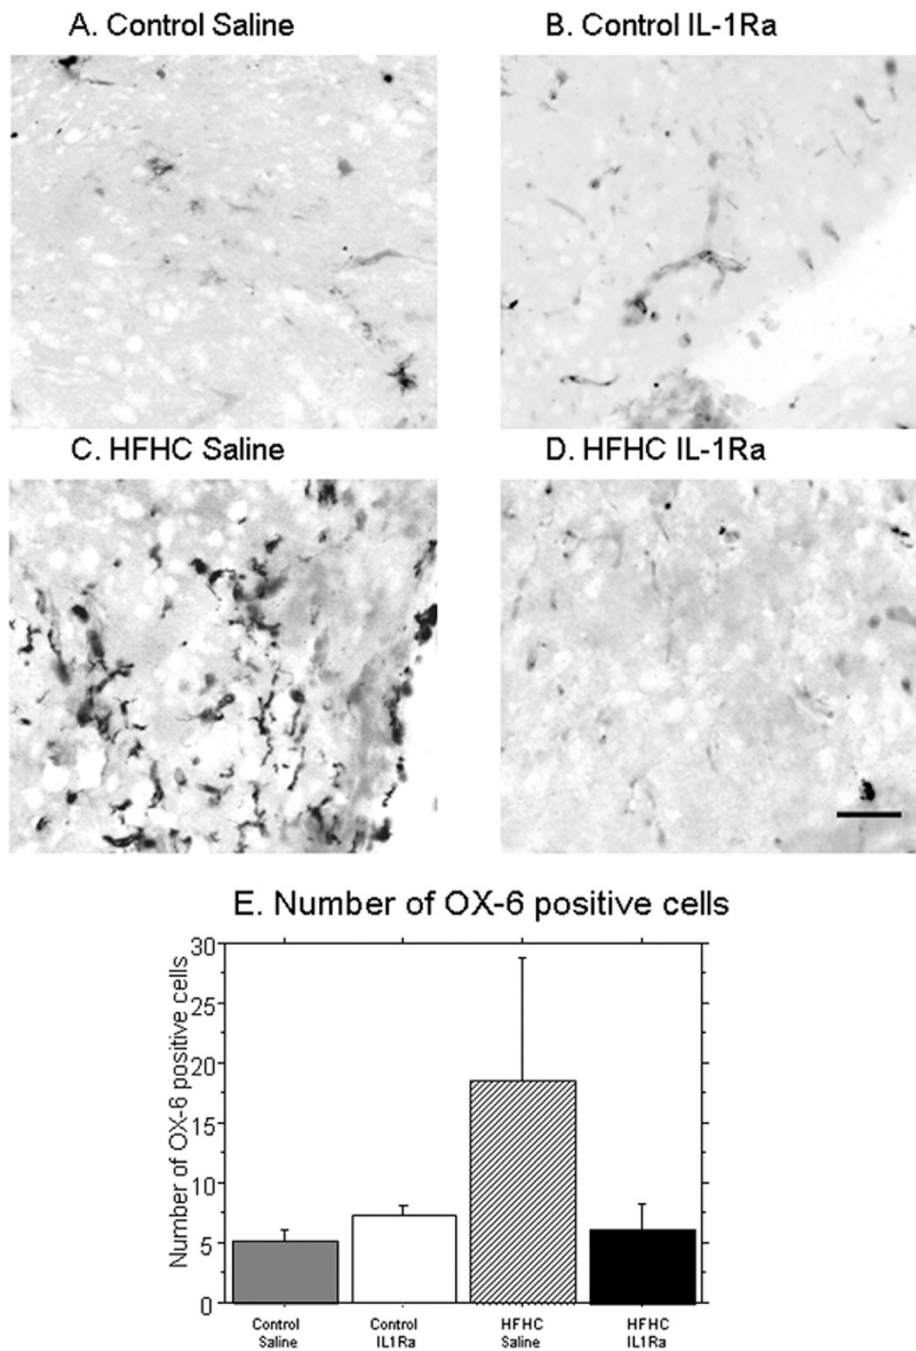 A. Control Saline
B. Control IL-1Ra
C. HFHC Saline
D. HFHC IL-1Ra
E. Number of OX-6 positive cells
Number of OX-6 positive cells
30
25
20
15
10
5
0
Control
Saline
Control
IL1Ra
HFHC
Saline
HFHC
IL1Ra